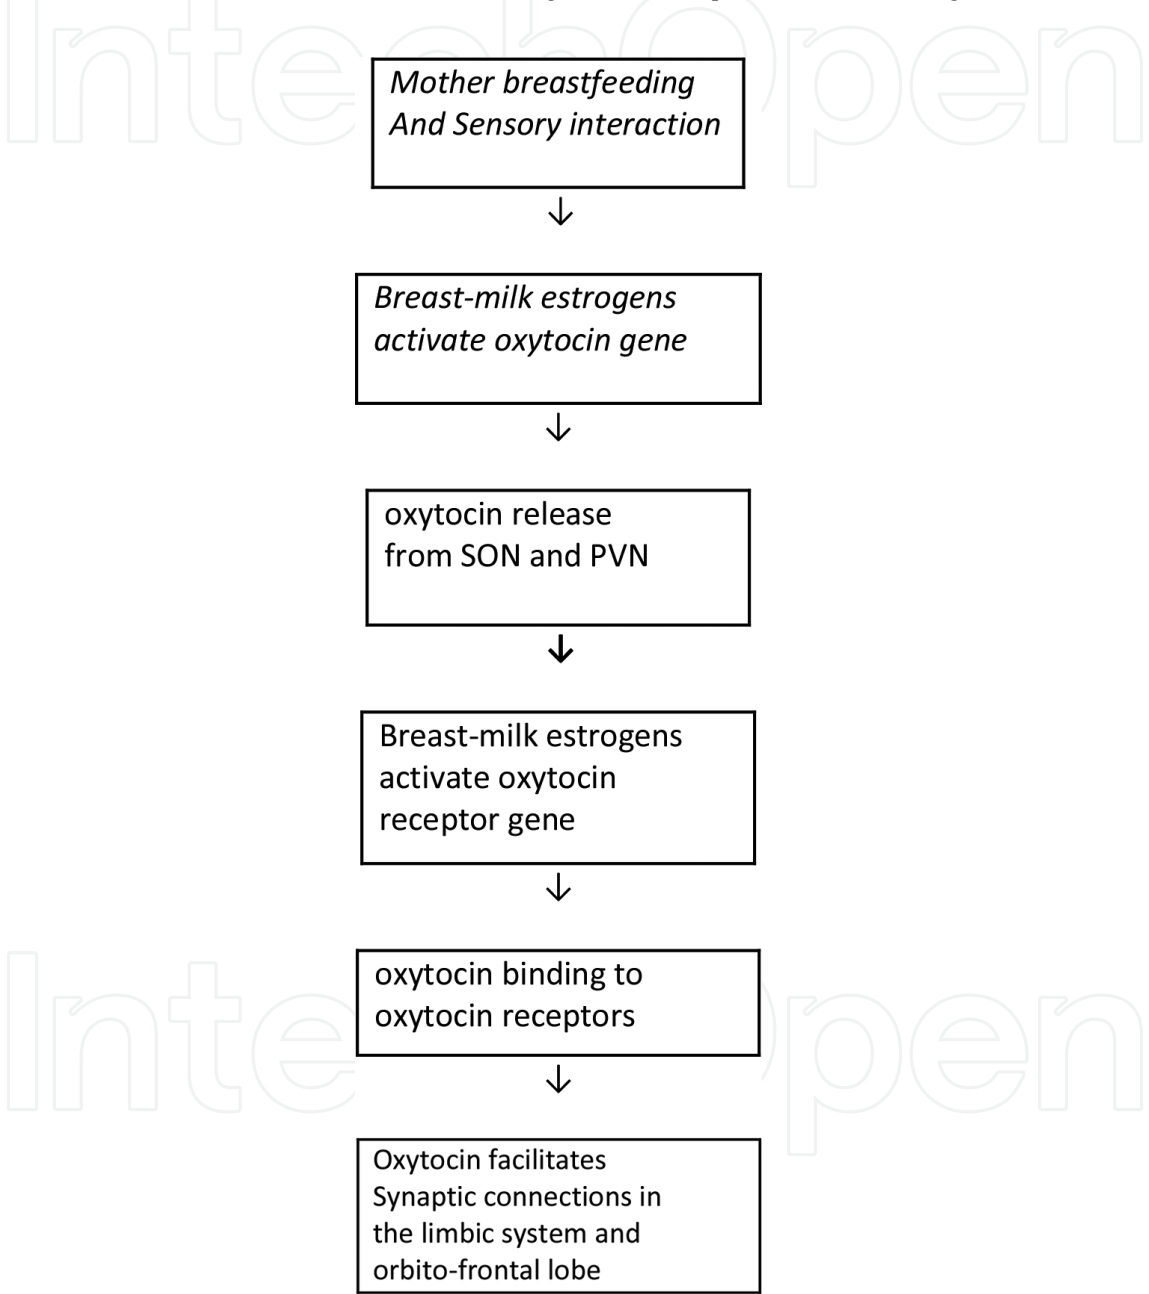 IntechOpen
Mother breastfeeding
And Sensory interaction
↓
Breast-milk estrogens
activate oxytocin gene
↓
oxytocin release
from SON and PVN
↓
Breast-milk estrogens
activate oxytocin
receptor gene
↓
oxytocin binding to
oxytocin receptors
↓
Oxytocin facilitates
Synaptic connections in
the limbic system and
orbito-frontal lobe